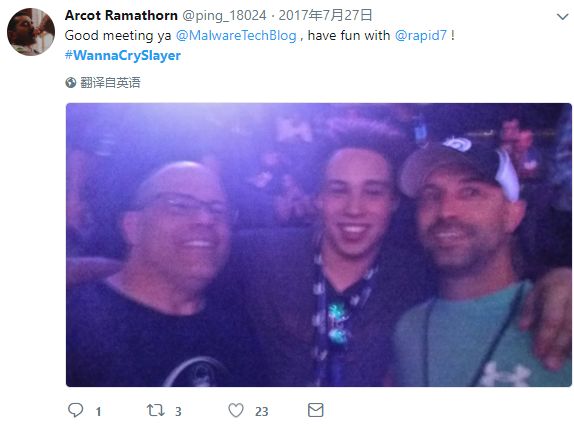 Arcot Ramathorn @ping_18024 · 2017年7月27日
Good meeting ya @MalwareTechBlog , have fun with @rapid7 !
#WannaCrySlayer
翻译自英语
1 3 23